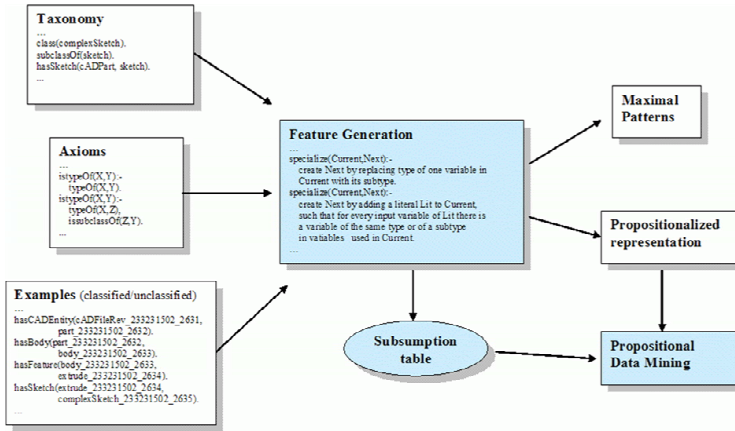 Taxonomy
...
class(complexSketch).
subclassOf(sketch).
hasSketch(cADPart, sketch).
...
Axioms
...
istypeOf(X,Y):-
typeOf(X,Y).
istypeOf(X,Y):-
typeOf(X,Z),
issubclassOf(Z,Y).
...
Examples (classified/unclassified)
...
hasCADEntity(cADFileRev_233231502_2631,
part_233231502_2632).
hasBody(part_233231502_2632,
body_233231502_2633).
hasFeature(body_233231502_2633,
extrude_233231502_2634).
hasSketch(extrude_233231502_2634,
complexSketch_233231502_2635).
...
Feature Generation
...
specialize(Current,Next):-
create Next by replacing type of one variable in
Current with its subtype.
specialize(Current,Next):-
create Next by adding a literal Lit to Current,
such that for every input variable of Lit there is
a variable of the same type or of a subtype
in vatiables used in Current.
...
Subsumption
table
Maximal
Patterns
Propositionalized
representation
Propositional
Data Mining